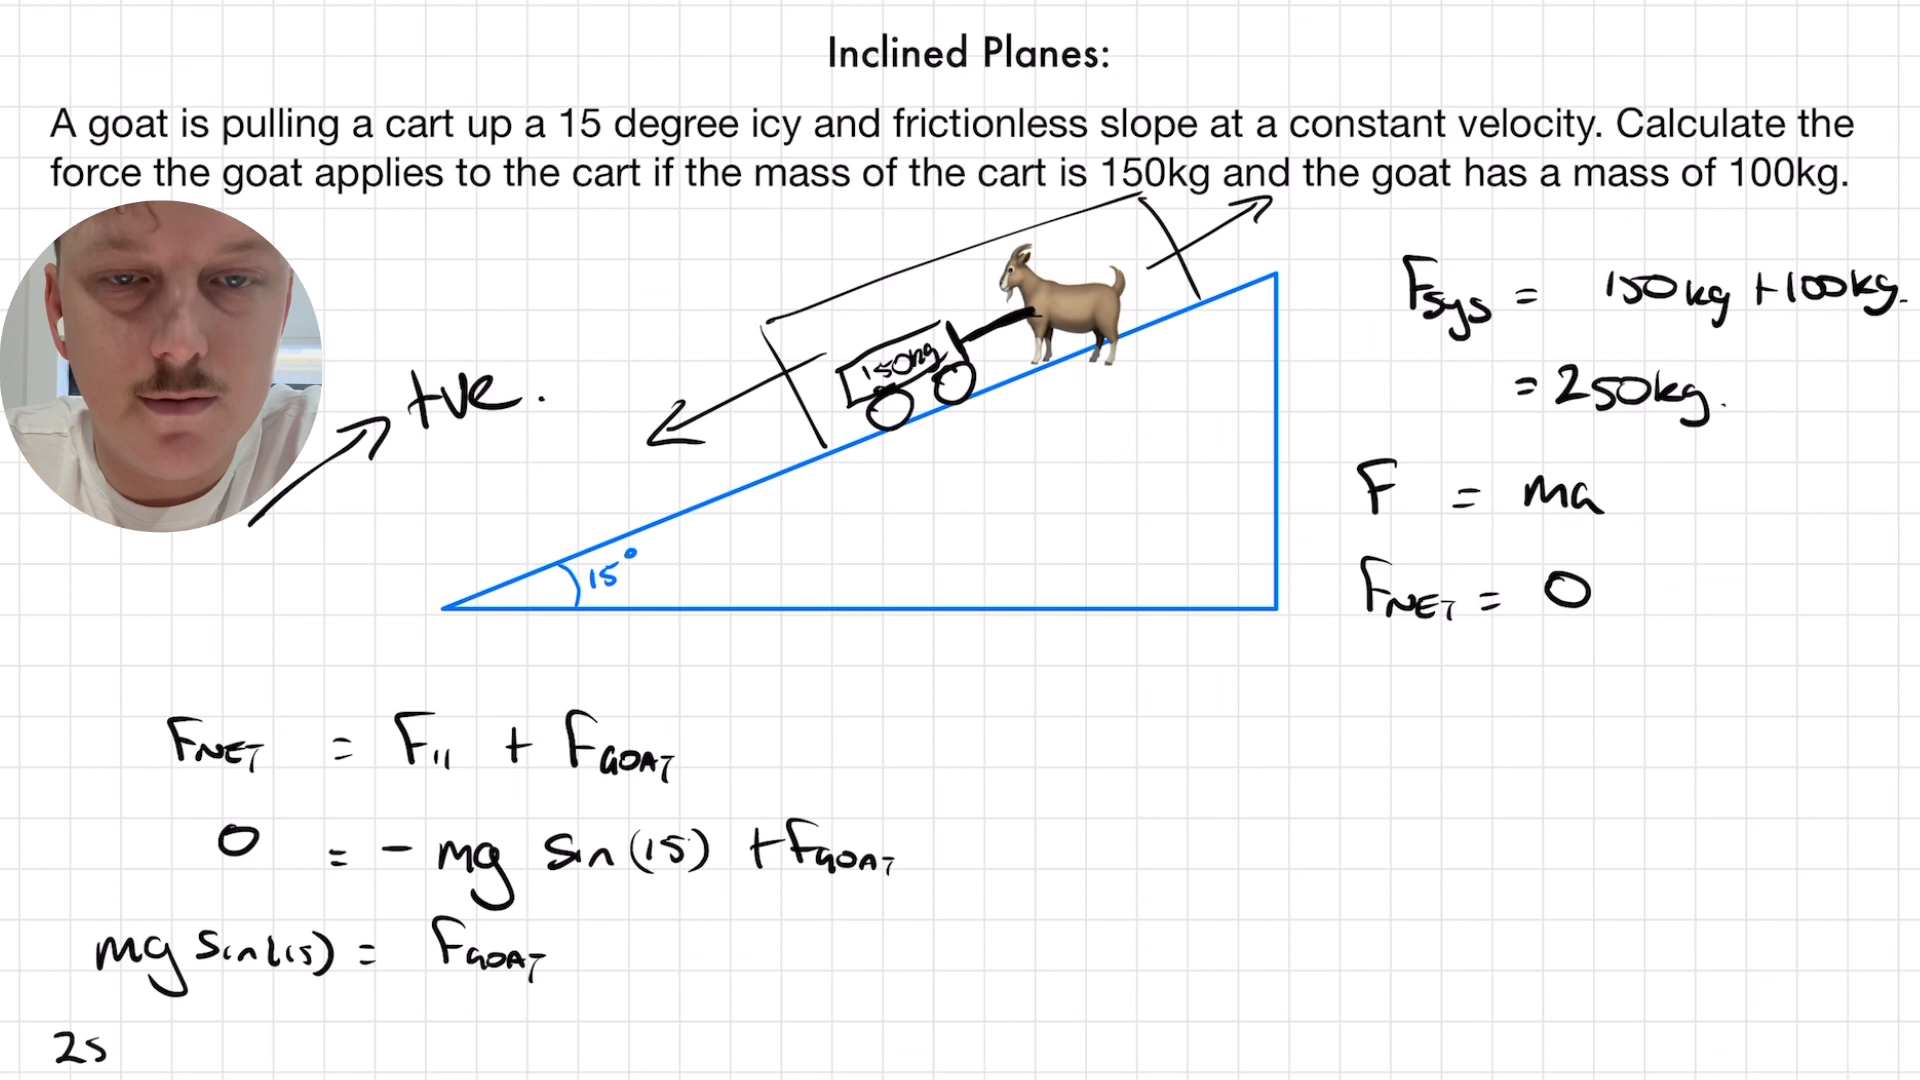 Inclined Planes:
A goat is pulling a cart up a 15 degree icy and frictionless slope at a constant velocity. Calculate the
force the goat applies to the cart if the mass of the cart is 150kg and the goat has a mass of 100kg.
+ve.
150kg
15°
Fsys = 150kg + 100kg.
= 250kg.
F = ma
FNET = 0
FNET = F11 + FGOAT
0 = - mg sin (15) + FGOAT
mg sin(15) = FGOAT
25